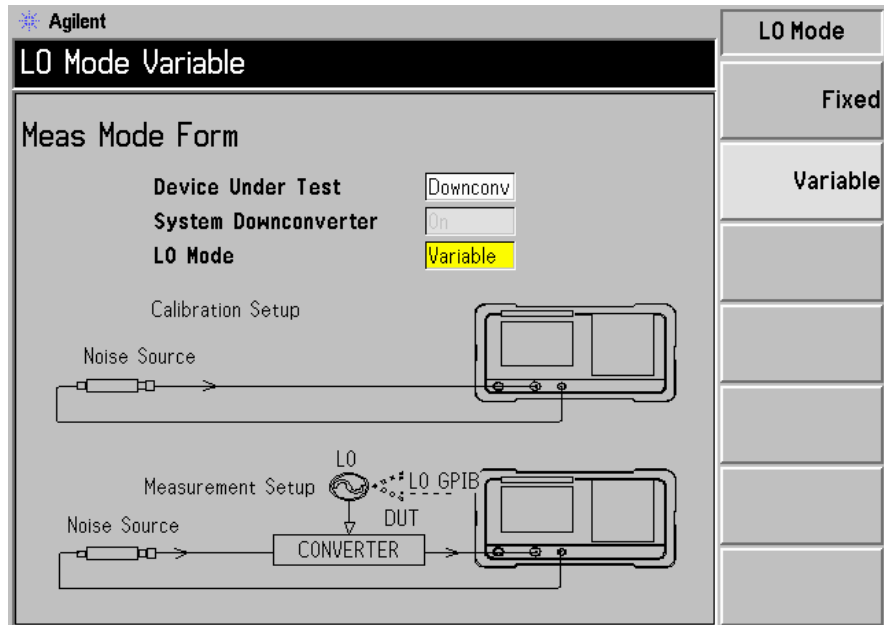 Agilent
LO Mode
LO Mode Variable
Fixed
Meas Mode Form
Variable
Device Under Test Downconv
System Downconverter On
LO Mode Variable
Calibration Setup
Noise Source
LO
Measurement Setup LO GPIB
Noise Source DUT
CONVERTER